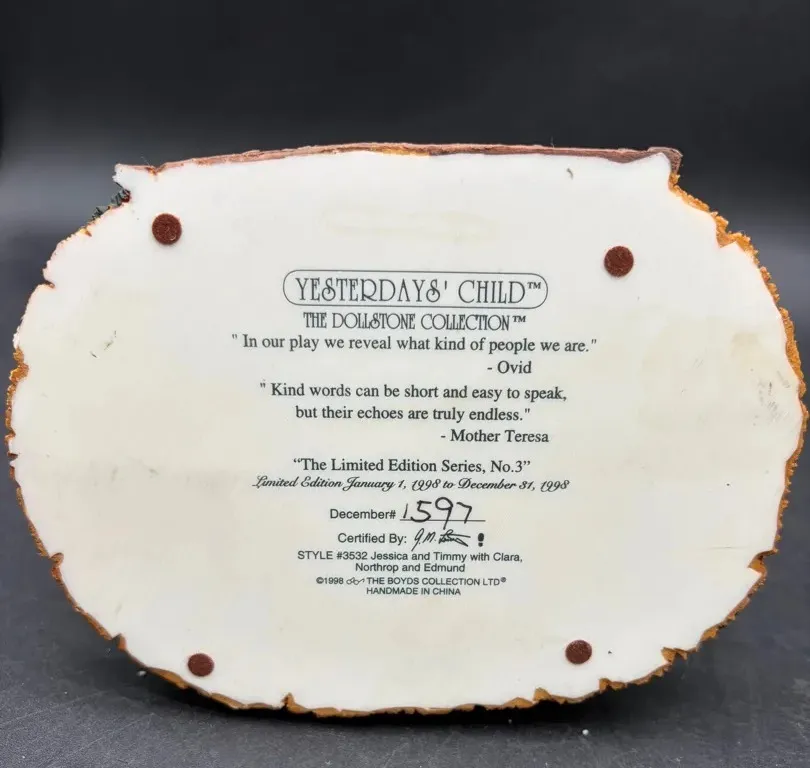 YESTERDAYS' CHILD™
THE DOLLSTONE COLLECTION™
" In our play we reveal what kind of people we are."
- Ovid
" Kind words can be short and easy to speak,
but their echoes are truly endless."
- Mother Teresa
“The Limited Edition Series, No.3”
Limited Edition January 1, 1998 to December 31, 1998
December# 1597
Certified By: G.M.
STYLE #3532 Jessica and Timmy with Clara,
Northrop and Edmund
©1998 THE BOYDS COLLECTION LTD®
HANDMADE IN CHINA